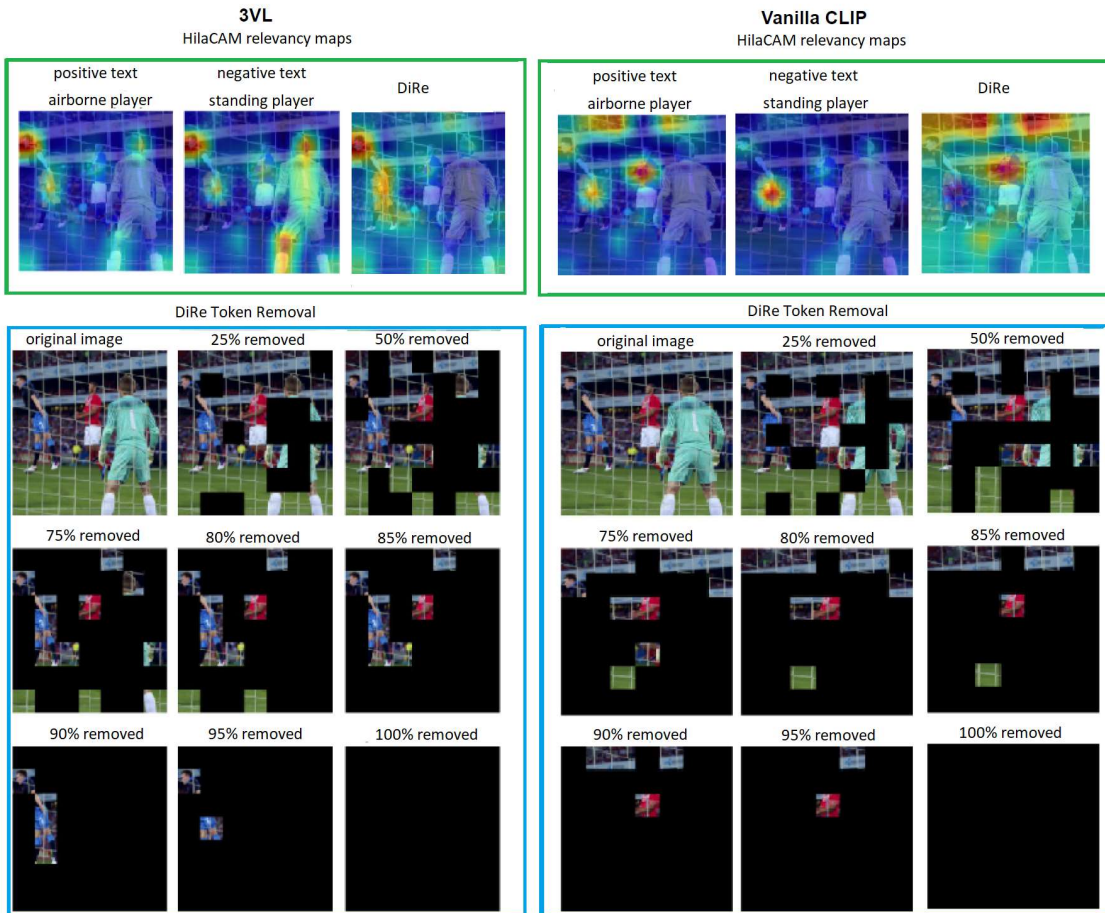 3VL
HilaCAM relevancy maps
positive text
airborne player
negative text
standing player
DiRe
DiRe Token Removal
original image
25% removed
50% removed
75% removed
80% removed
85% removed
90% removed
95% removed
100% removed
Vanilla CLIP
HilaCAM relevancy maps
positive text
airborne player
negative text
standing player
DiRe
DiRe Token Removal
original image
25% removed
50% removed
75% removed
80% removed
85% removed
90% removed
95% removed
100% removed
1
1